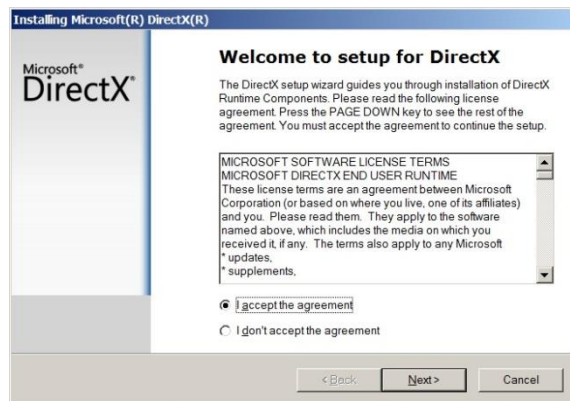 Installing Microsoft(R) DirectX(R)
Microsoft®
DirectX®
Welcome to setup for DirectX
The DirectX setup wizard guides you through installation of DirectX
Runtime Components. Please read the following license
agreement. Press the PAGE DOWN key to see the rest of the
agreement. You must accept the agreement to continue the setup.
MICROSOFT SOFTWARE LICENSE TERMS
MICROSOFT DIRECTX END USER RUNTIME
These license terms are an agreement between Microsoft
Corporation (or based on where you live, one of its affiliates)
and you. Please read them. They apply to the software
named above, which includes the media on which you
received it, if any. The terms also apply to any Microsoft
* updates,
* supplements,
I accept the agreement
I don't accept the agreement
< Back
Next >
Cancel